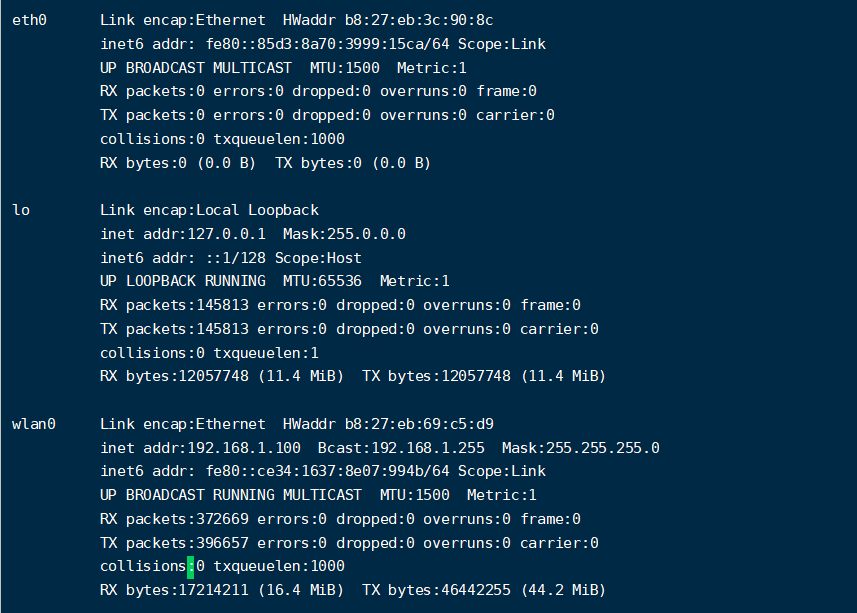 eth0 Link encap:Ethernet HWaddr b8:27:eb:3c:90:8c
inet6 addr: fe80::85d3:8a70:3999:15ca/64 Scope:Link
UP BROADCAST MULTICAST MTU:1500 Metric:1
RX packets:0 errors:0 dropped:0 overruns:0 frame:0
TX packets:0 errors:0 dropped:0 overruns:0 carrier:0
collisions:0 txqueuelen:1000
RX bytes:0 (0.0 B) TX bytes:0 (0.0 B)
lo Link encap:Local Loopback
inet addr:127.0.0.1 Mask:255.0.0.0
inet6 addr: ::1/128 Scope:Host
UP LOOPBACK RUNNING MTU:65536 Metric:1
RX packets:145813 errors:0 dropped:0 overruns:0 frame:0
TX packets:145813 errors:0 dropped:0 overruns:0 carrier:0
collisions:0 txqueuelen:1
RX bytes:12057748 (11.4 MiB) TX bytes:12057748 (11.4 MiB)
wlan0 Link encap:Ethernet HWaddr b8:27:eb:69:c5:d9
inet addr:192.168.1.100 Bcast:192.168.1.255 Mask:255.255.255.0
inet6 addr: fe80::ce34:1637:8e07:994b/64 Scope:Link
UP BROADCAST RUNNING MULTICAST MTU:1500 Metric:1
RX packets:372669 errors:0 dropped:0 overruns:0 frame:0
TX packets:396657 errors:0 dropped:0 overruns:0 carrier:0
collisions:0 txqueuelen:1000
RX bytes:17214211 (16.4 MiB) TX bytes:46442255 (44.2 MiB)